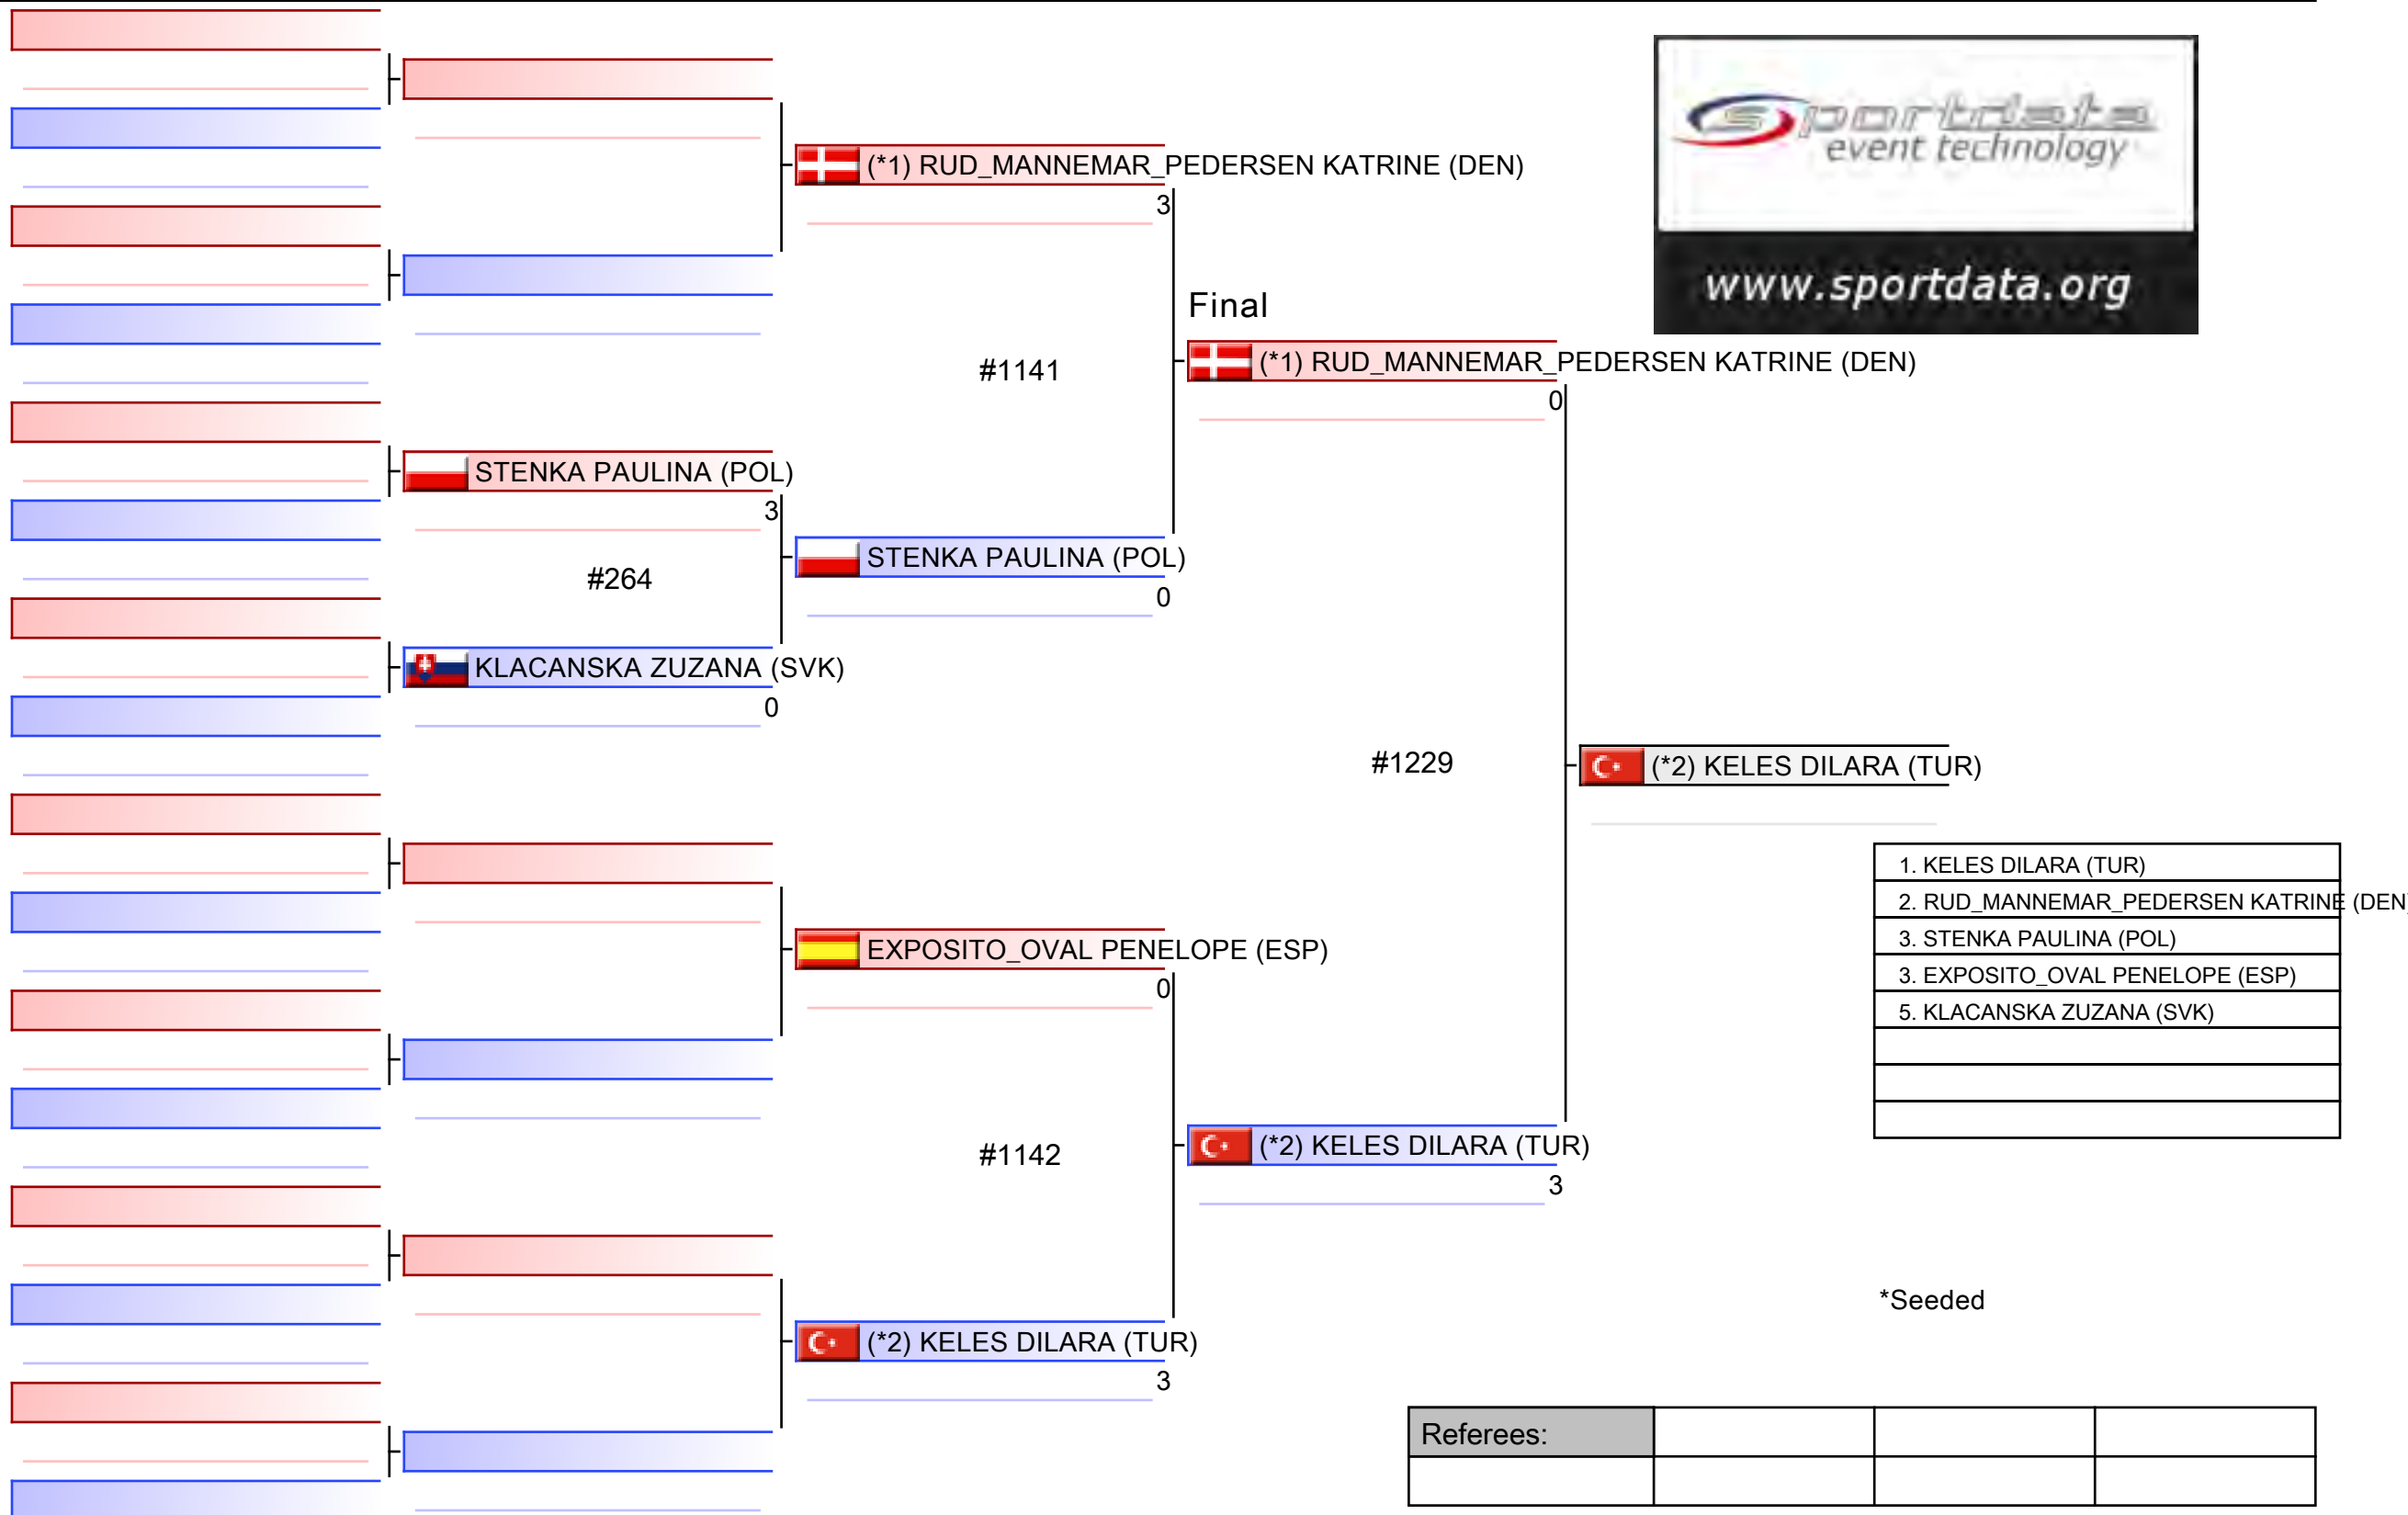 sportdata
event technology
www.sportdata.org
(*1) RUD_MANNEMAR_PEDERSEN KATRINE (DEN)
3
Final
#1141
(*1) RUD_MANNEMAR_PEDERSEN KATRINE (DEN)
0
STENKA PAULINA (POL)
3
#264
STENKA PAULINA (POL)
0
KLACANSKA ZUZANA (SVK)
0
#1229
(*2) KELES DILARA (TUR)
1. KELES DILARA (TUR)
2. RUD_MANNEMAR_PEDERSEN KATRINE (DEN)
3. STENKA PAULINA (POL)
3. EXPOSITO_OVAL PENELOPE (ESP)
5. KLACANSKA ZUZANA (SVK)
EXPOSITO_OVAL PENELOPE (ESP)
0
#1142
(*2) KELES DILARA (TUR)
3
*Seeded
(*2) KELES DILARA (TUR)
3
Referees: